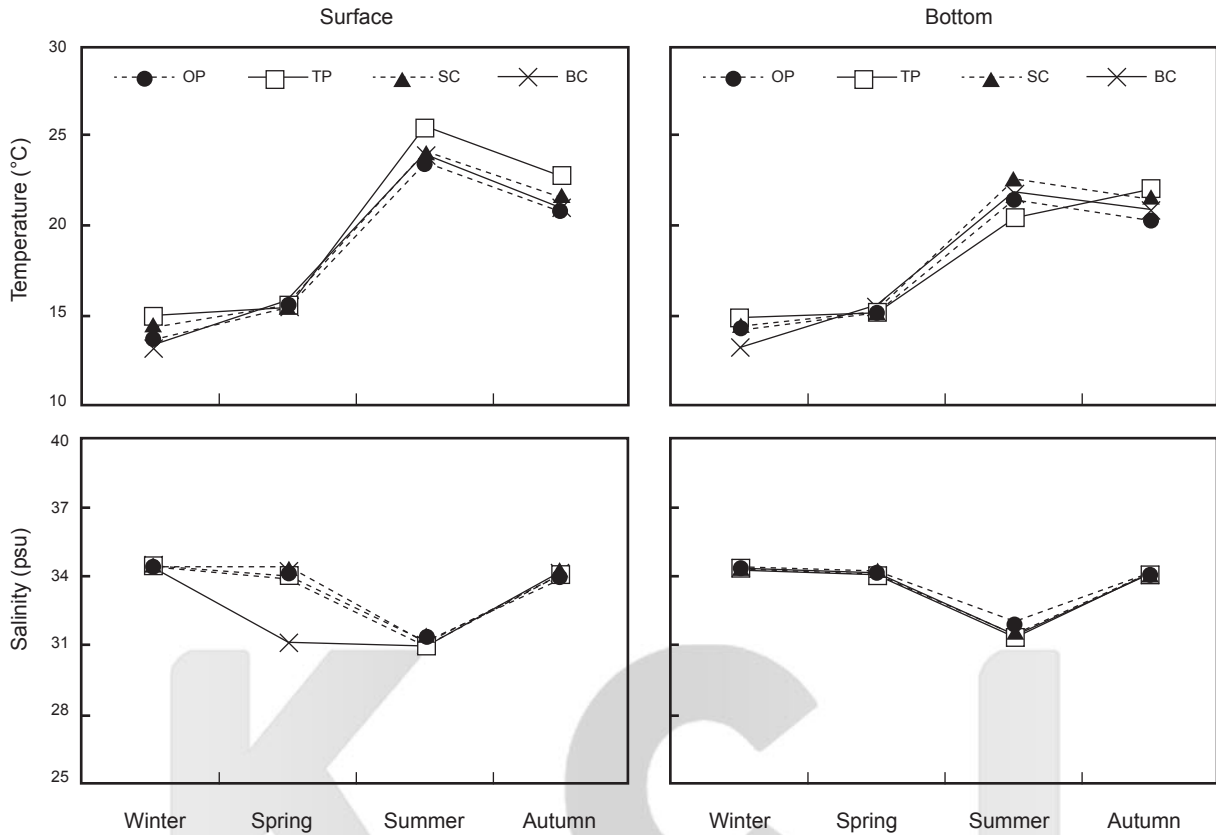 Surface
Bottom
Temperature (°C)
30
25
20
15
10
OP TP SC BC
OP TP SC BC
Salinity (psu)
40
37
34
31
28
25
Winter Spring Summer Autumn
Winter Spring Summer Autumn
K C I